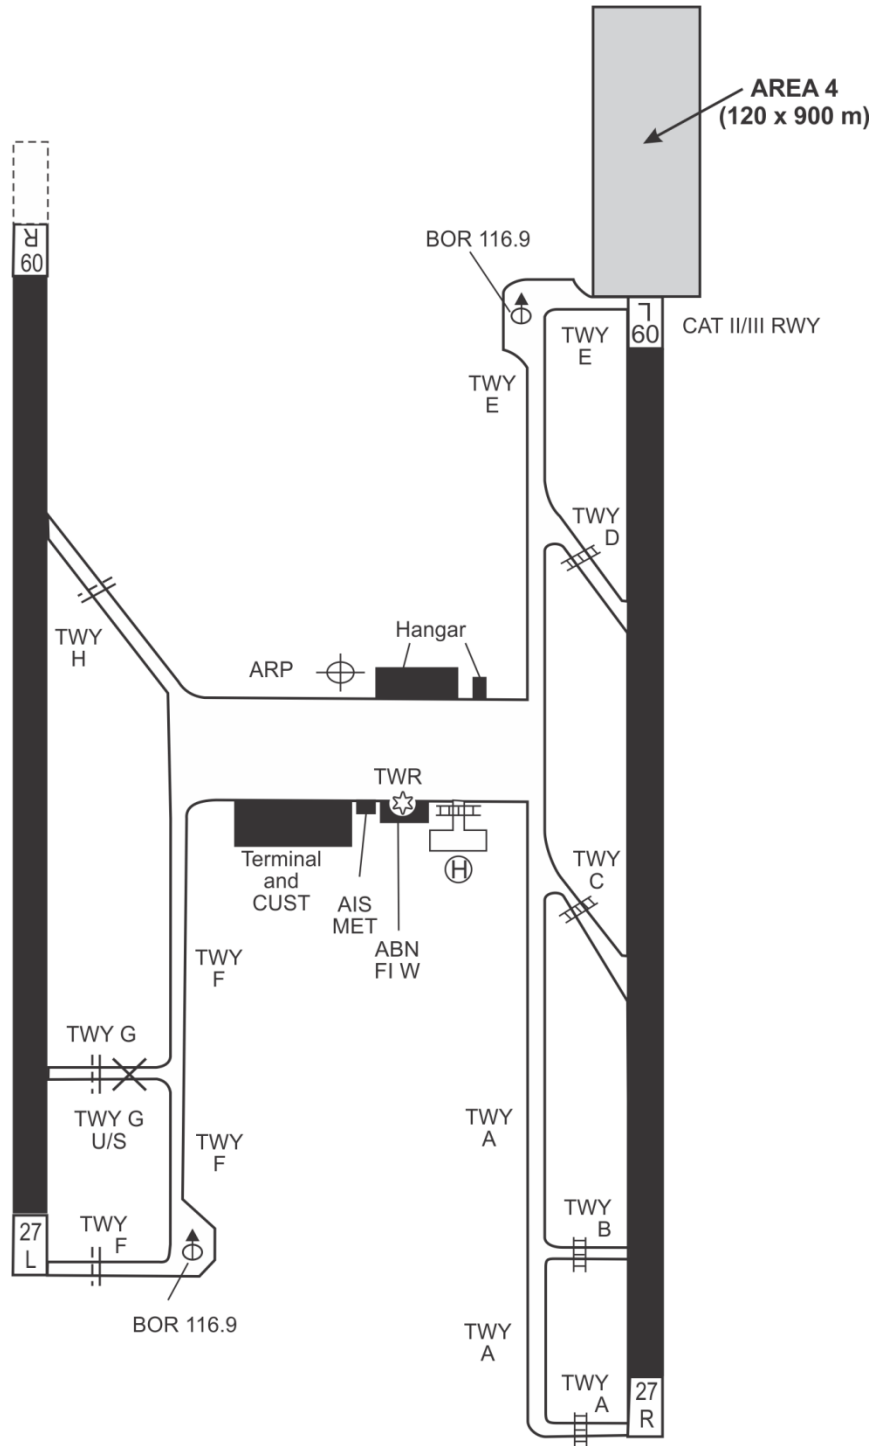 AREA 4
(120 x 900 m)
BOR 116.9
09
R
09
L
CAT II/III RWY
TWY
E
TWY
E
TWY
D
Hangar
ARP
TWY
H
TWR
Terminal
and
CUST
AIS
MET
ABN
FI W
H
TWY
C
TWY
F
TWY G
TWY G
U/S
TWY
F
TWY
A
TWY
F
TWY
B
27
L
BOR 116.9
TWY
A
TWY
A
27
R